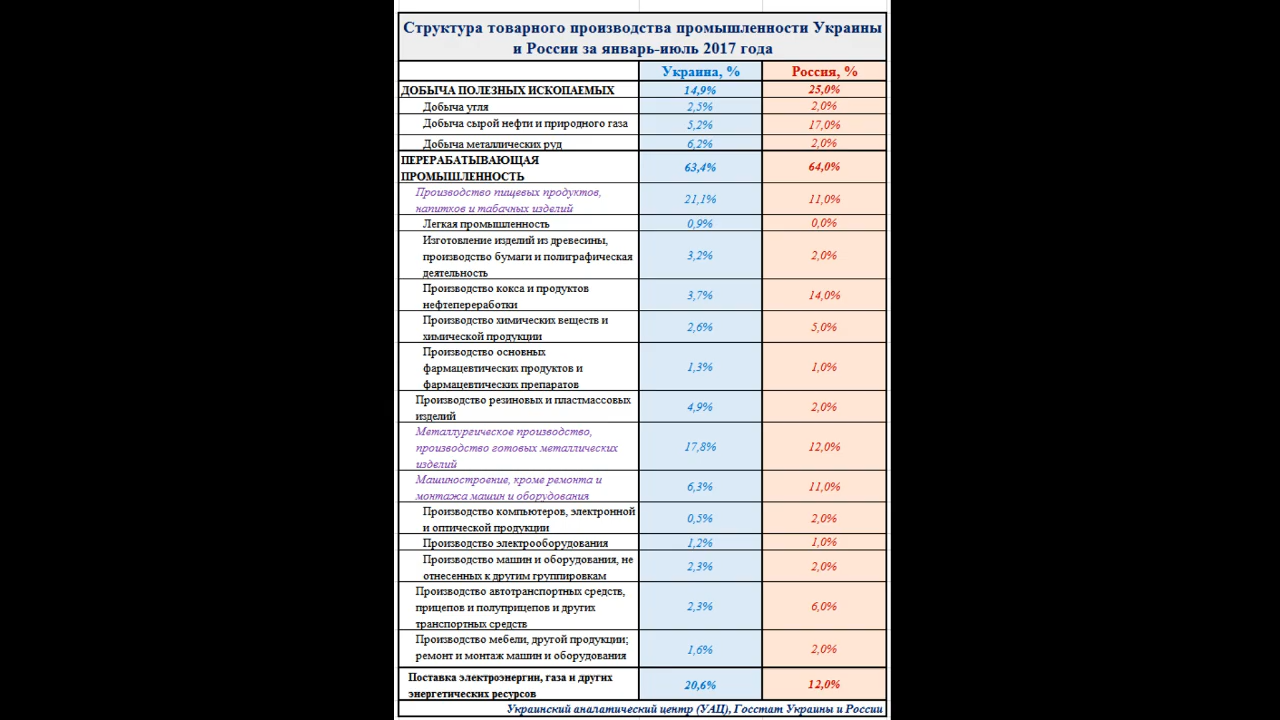 Структура товарного производства промышленности Украины
и России за январь-июль 2017 года
Украина, %
Россия, %
ДОБЫЧА ПОЛЕЗНЫХ ИСКОПАЕМЫХ
14,9%
25,0%
Добыча угля
2,5%
2,0%
Добыча сырой нефти и природного газа
5,2%
17,0%
Добыча металлических руд
6,2%
2,0%
ПЕРЕРАБАТЫВАЮЩАЯ
ПРОМЫШЛЕННОСТЬ
63,4%
64,0%
Производство пищевых продуктов,
напитков и табачных изделий
21,1%
11,0%
Легкая промышленность
0,9%
0,0%
Изготовление изделий из древесины,
производство бумаги и полиграфическая
деятельность
3,2%
2,0%
Производство кокса и продуктов
нефтепереработки
3,7%
14,0%
Производство химических веществ и
химической продукции
2,6%
5,0%
Производство основных
фармацевтических продуктов и
фармацевтических препаратов
1,3%
1,0%
Производство резиновых и пластмассовых
изделий
4,9%
2,0%
Металлургическое производство,
производство готовых металлических
изделий
17,8%
12,0%
Машиностроение, кроме ремонта и
монтажа машин и оборудования
6,3%
11,0%
Производство компьютеров, электронной
и оптической продукции
0,5%
2,0%
Производство электрооборудования
1,2%
1,0%
Производство машин и оборудования, не
отнесенных к другим группировкам
2,3%
2,0%
Производство автотранспортных средств,
прицепов и полуприцепов и других
транспортных средств
2,3%
6,0%
Производство мебели, другой продукции;
ремонт и монтаж машин и оборудования
1,6%
2,0%
Поставка электроэнергии, газа и других
энергетических ресурсов
20,6%
12,0%
Украинский аналатический центр (УАЦ), Госстат Украины и России